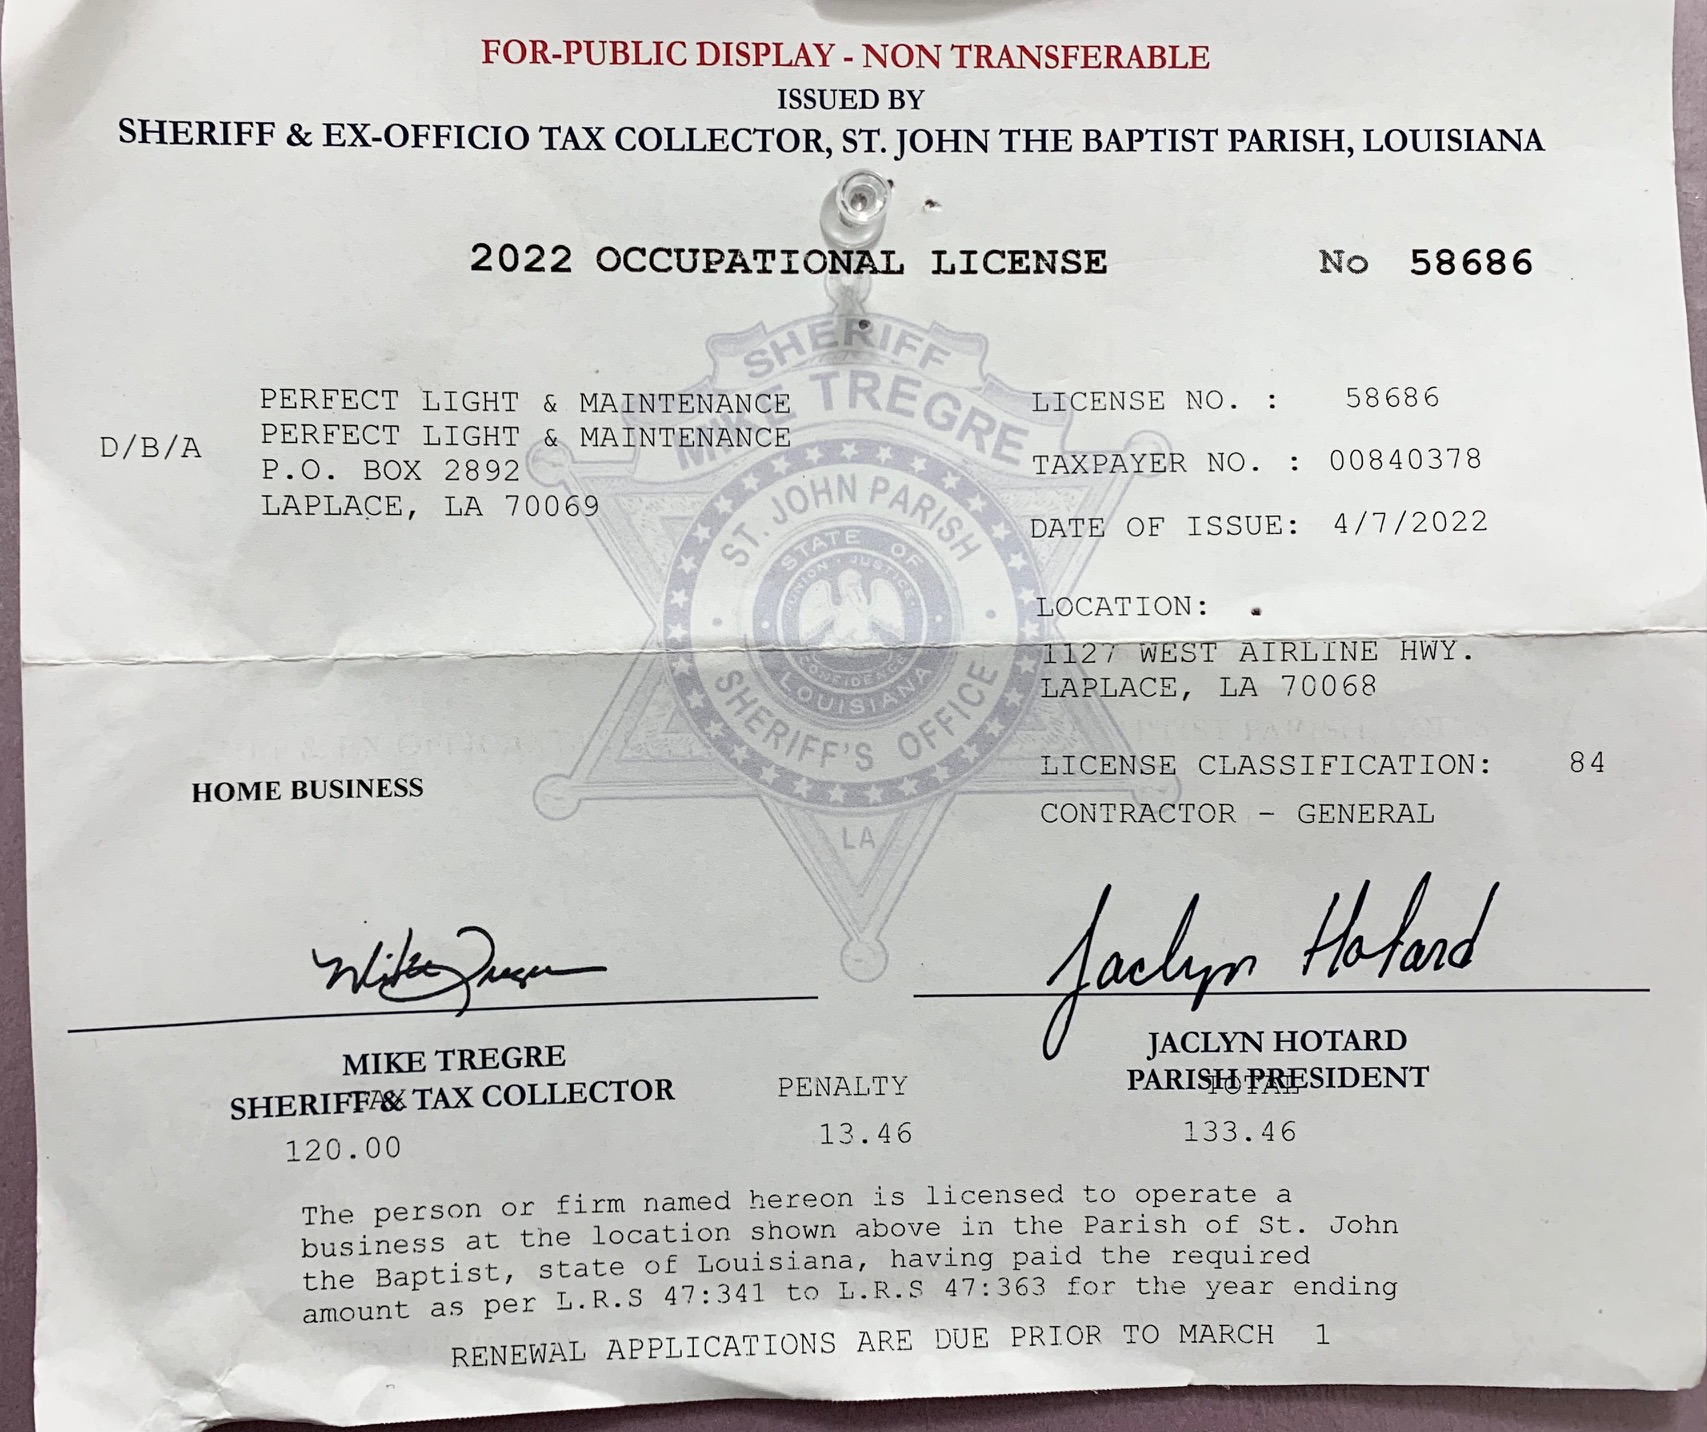 FOR-PUBLIC DISPLAY - NON TRANSFERABLE
ISSUED BY
SHERIFF & EX-OFFICIO TAX COLLECTOR, ST. JOHN THE BAPTIST PARISH, LOUISIANA
2022 OCCUPATIONAL LICENSE No 58686
SHERIFF
MIKE TREGRE
ST. JOHN PARISH
STATE OF
UNION · JUSTICE
CONFIDENCE
LOUISIANA
SHERIFF'S OFFICE
LA
PERFECT LIGHT & MAINTENANCE
D/B/A PERFECT LIGHT & MAINTENANCE
P.O. BOX 2892
LAPLACE, LA 70069
LICENSE NO. : 58686
TAXPAYER NO. : 00840378
DATE OF ISSUE: 4/7/2022
LOCATION:
1127 WEST AIRLINE HWY.
LAPLACE, LA 70068
LICENSE CLASSIFICATION: 84
CONTRACTOR - GENERAL
HOME BUSINESS
Mike Tregre
Jaclyn Hotard
MIKE TREGRE
SHERIFF & TAX COLLECTOR
JACLYN HOTARD
PARISH PRESIDENT
TAX PENALTY TOTAL
120.00 13.46 133.46
The person or firm named hereon is licensed to operate a
business at the location shown above in the Parish of St. John
the Baptist, state of Louisiana, having paid the required
amount as per L.R.S 47:341 to L.R.S 47:363 for the year ending
RENEWAL APPLICATIONS ARE DUE PRIOR TO MARCH 1